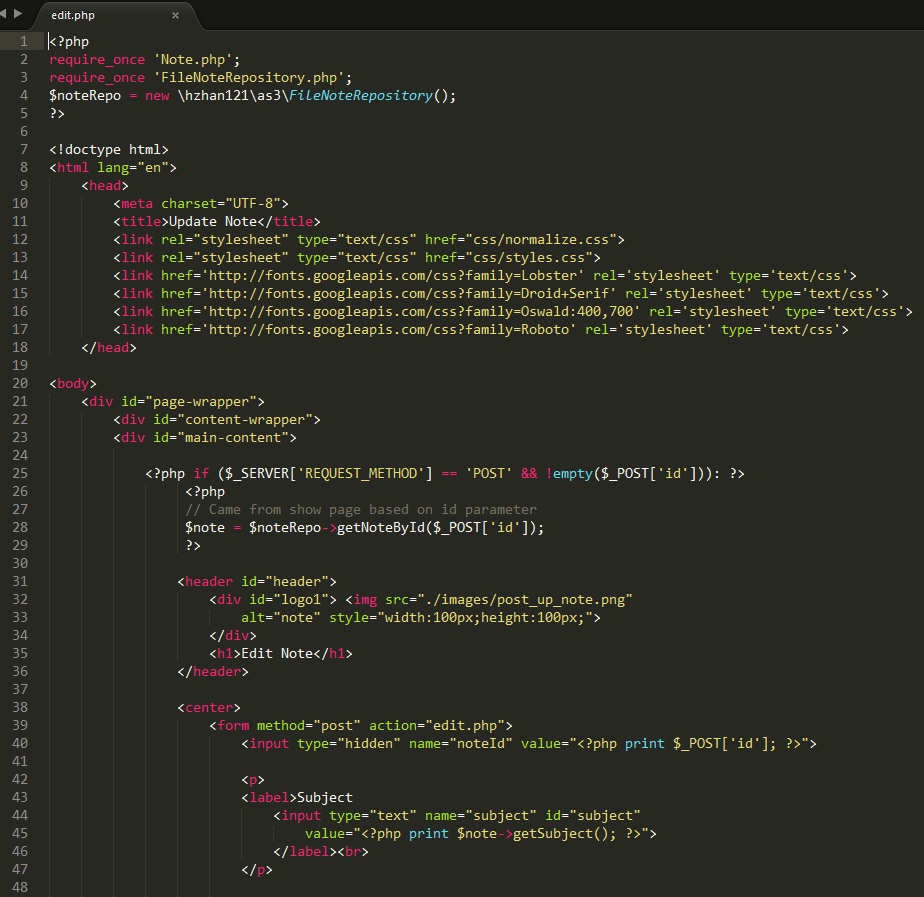 edit.php ×
1 <?php
2 require_once 'Note.php';
3 require_once 'FileNoteRepository.php';
4 $noteRepo = new \hzhan121\as3\FileNoteRepository();
5 ?>
6
7 <!doctype html>
8 <html lang="en">
9 <head>
10 <meta charset="UTF-8">
11 <title>Update Note</title>
12 <link rel="stylesheet" type="text/css" href="css/normalize.css">
13 <link rel="stylesheet" type="text/css" href="css/styles.css">
14 <link href='http://fonts.googleapis.com/css?family=Lobster' rel='stylesheet' type='text/css'>
15 <link href='http://fonts.googleapis.com/css?family=Droid+Serif' rel='stylesheet' type='text/css'>
16 <link href='http://fonts.googleapis.com/css?family=Oswald:400,700' rel='stylesheet' type='text/css'>
17 <link href='http://fonts.googleapis.com/css?family=Roboto' rel='stylesheet' type='text/css'>
18 </head>
19
20 <body>
21 <div id="page-wrapper">
22 <div id="content-wrapper">
23 <div id="main-content">
24
25 <?php if ($_SERVER['REQUEST_METHOD'] == 'POST' && !empty($_POST['id'])): ?>
26 <?php
27 // Came from show page based on id parameter
28 $note = $noteRepo->getNoteById($_POST['id']);
29 ?>
30
31 <header id="header">
32 <div id="logo1"> <img src="./images/post_up_note.png"
33 alt="note" style="width:100px;height:100px;">
34 </div>
35 <h1>Edit Note</h1>
36 </header>
37
38 <center>
39 <form method="post" action="edit.php">
40 <input type="hidden" name="noteId" value="<?php print $_POST['id']; ?>">
41
42 <p>
43 <label>Subject
44 <input type="text" name="subject" id="subject"
45 value="<?php print $note->getSubject(); ?>">
46 </label><br>
47 </p>
48